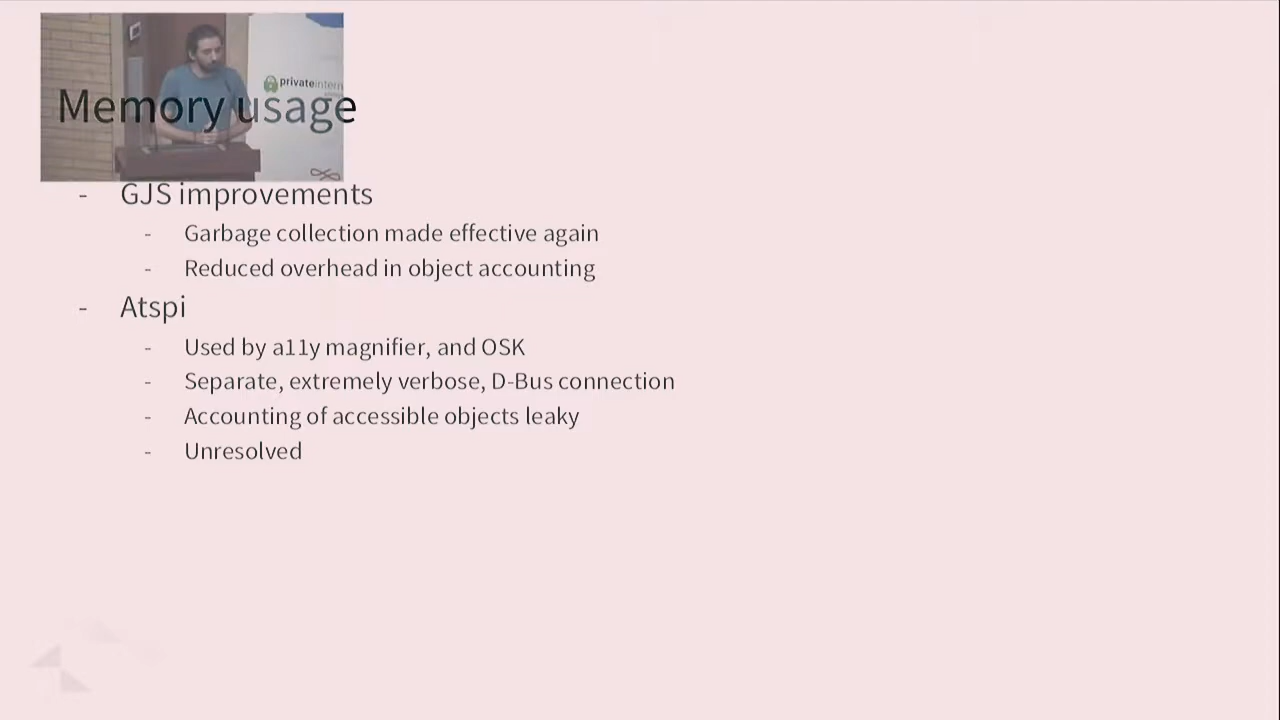 privateintern
Memory usage
- GJS improvements
- Garbage collection made effective again
- Reduced overhead in object accounting
- Atspi
- Used by a11y magnifier, and OSK
- Separate, extremely verbose, D-Bus connection
- Accounting of accessible objects leaky
- Unresolved